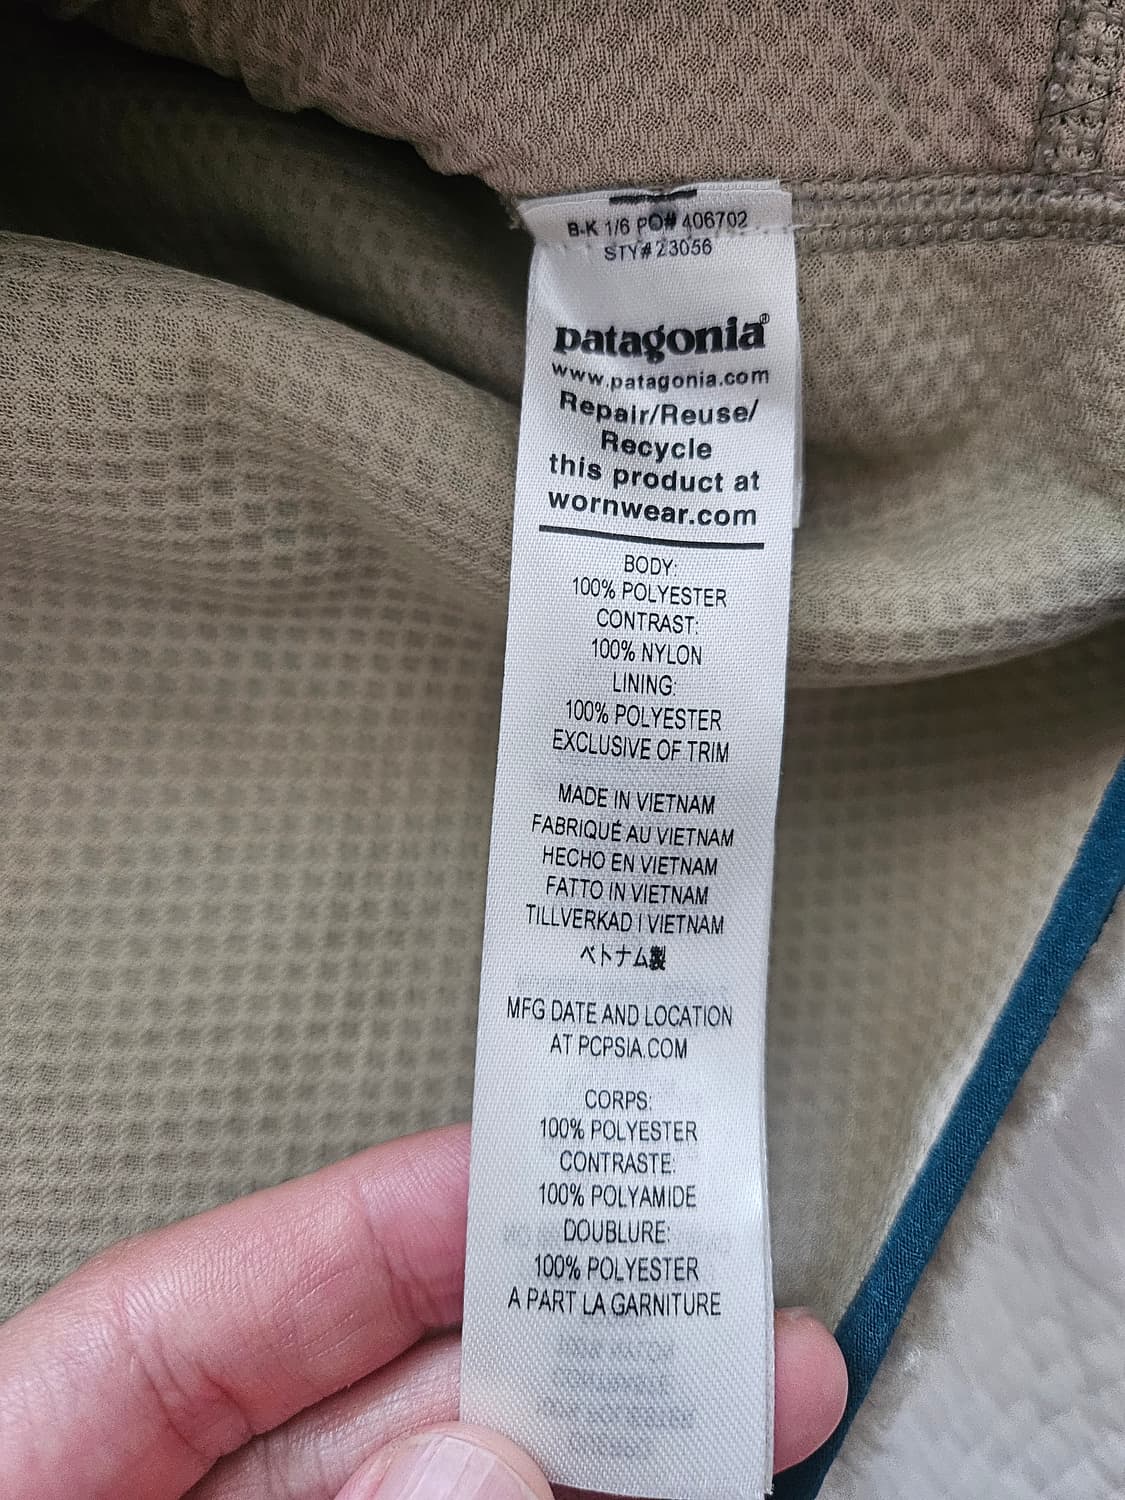 B-K 1/6 PO# 406702
STY# 23056
patagonia®
www.patagonia.com
Repair/Reuse/
Recycle
this product at
wornwear.com
BODY:
100% POLYESTER
CONTRAST:
100% NYLON
LINING:
100% POLYESTER
EXCLUSIVE OF TRIM
MADE IN VIETNAM
FABRIQUÉ AU VIETNAM
HECHO EN VIETNAM
FATTO IN VIETNAM
TILLVERKAD I VIETNAM
ベトナム製
MFG DATE AND LOCATION
AT PCPSIA.COM
CORPS:
100% POLYESTER
CONTRASTE:
100% POLYAMIDE
DOUBLURE:
100% POLYESTER
A PART LA GARNITURE